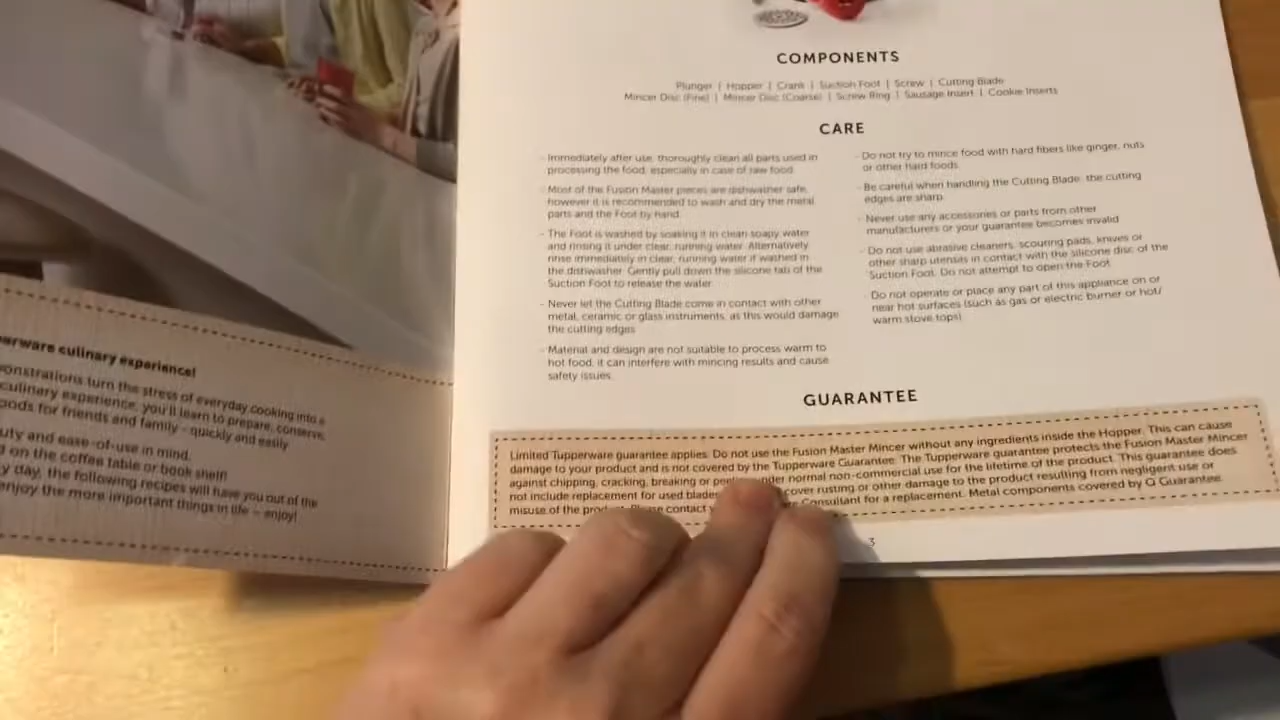 erware culinary experience!
onstrations turn the stress of everyday cooking into a
culinary experience, you'll learn to prepare, conserve,
oods for friends and family – quickly and easily
uty and ease-of-use in mind.
on the coffee table or book shelf!
y day, the following recipes will have you out of the
enjoy the more important things in life – enjoy!
COMPONENTS
Plunger | Hopper | Crank | Suction Foot | Screw | Cutting Blade
Mincer Disc (Fine) | Mincer Disc (Coarse) | Screw Ring | Sausage Insert | Cookie Inserts
CARE
- Immediately after use, thoroughly clean all parts used in
processing the food, especially in case of raw food.
- Most of the Fusion Master pieces are dishwasher safe,
however it is recommended to wash and dry the metal
parts and the Foot by hand.
- The Foot is washed by soaking it in clean soapy water
and rinsing it under clear, running water. Alternatively
rinse immediately in clear, running water if washed in
the dishwasher. Gently pull down the silicone tab of the
Suction Foot to release the water.
- Never let the Cutting Blade come in contact with other
metal, ceramic or glass instruments, as this would damage
the cutting edges.
- Material and design are not suitable to process warm to
hot food, it can interfere with mincing results and cause
safety issues.
- Do not try to mince food with hard fibers like ginger, nuts
or other hard foods.
- Be careful when handling the Cutting Blade: the cutting
edges are sharp.
- Never use any accessories or parts from other
manufacturers or your guarantee becomes invalid
- Do not use abrasive cleaners, scouring pads, knives or
other sharp utensils in contact with the silicone disc of the
Suction Foot. Do not attempt to open the Foot.
- Do not operate or place any part of this appliance on or
near hot surfaces (such as gas or electric burner or hot/
warm stove tops).
GUARANTEE
Limited Tupperware guarantee applies. Do not use the Fusion Master Mincer without any ingredients inside the Hopper. This can cause
damage to your product and is not covered by the Tupperware Guarantee. The Tupperware guarantee protects the Fusion Master Mincer
against chipping, cracking, breaking or under normal non-commercial use for the lifetime of the product. This guarantee does
not include replacement for used blades cover rusting or other damage to the product resulting from negligent use or
misuse of the product. Please contact Consultant for a replacement. Metal components covered by Q Guarantee.
3